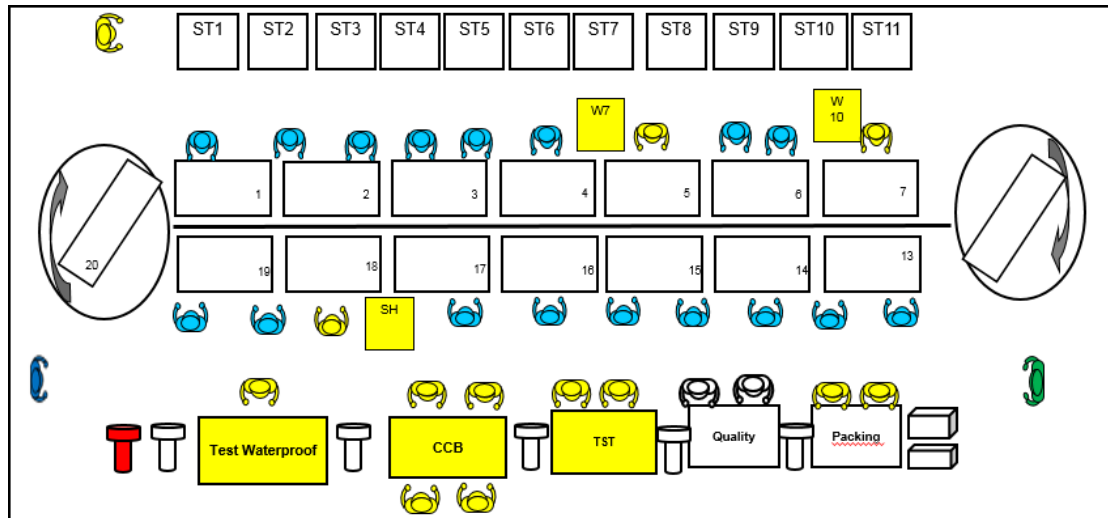 ST1 ST2 ST3 ST4 ST5 ST6 ST7 ST8 ST9 ST10 ST11
W7
W
10
1 2 3 4 5 6 7
20
19 18 17 16 15 14 13
SH
Test Waterproof
CCB
TST
Quality
Packing